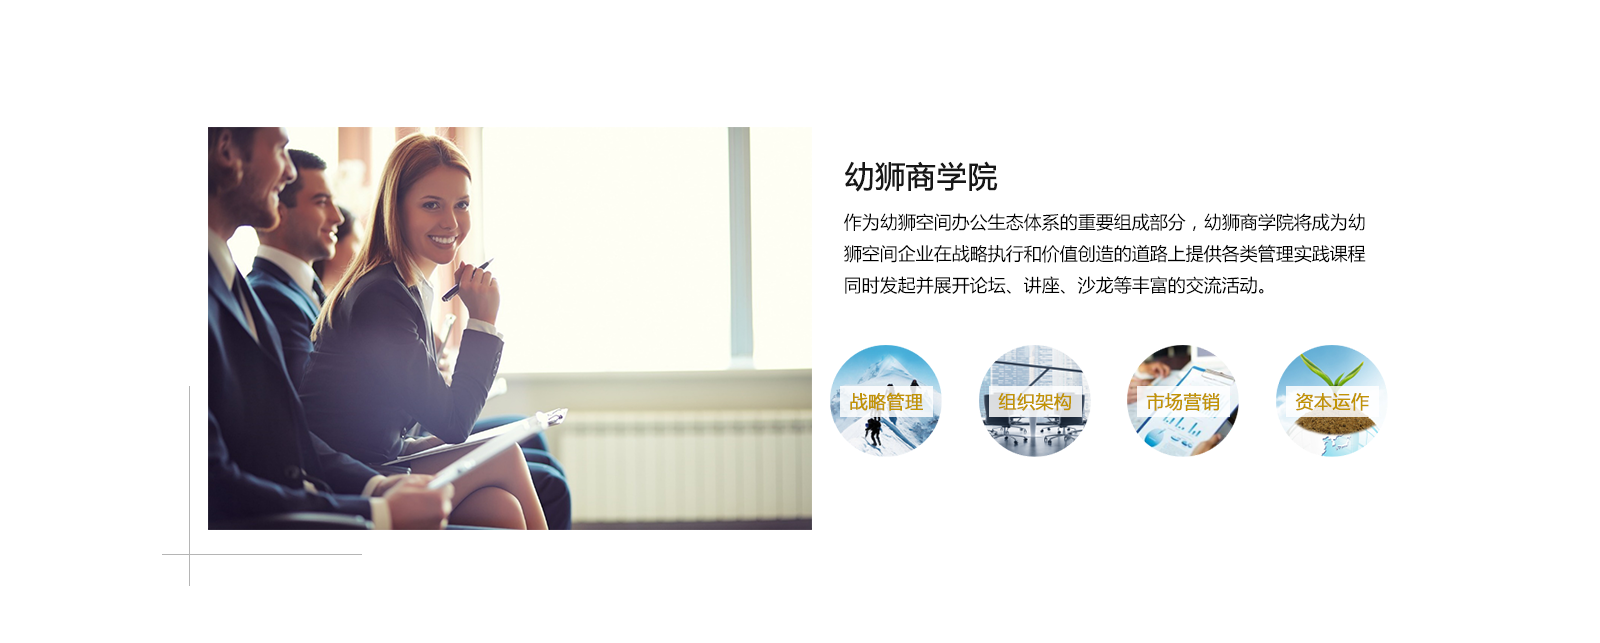 幼狮商学院
作为幼狮空间办公生态体系的重要组成部分，幼狮商学院将成为幼
狮空间企业在战略执行和价值创造的道路上提供各类管理实践课程
同时发起并展开论坛、讲座、沙龙等丰富的交流活动。
战略管理
组织架构
市场营销
资本运作